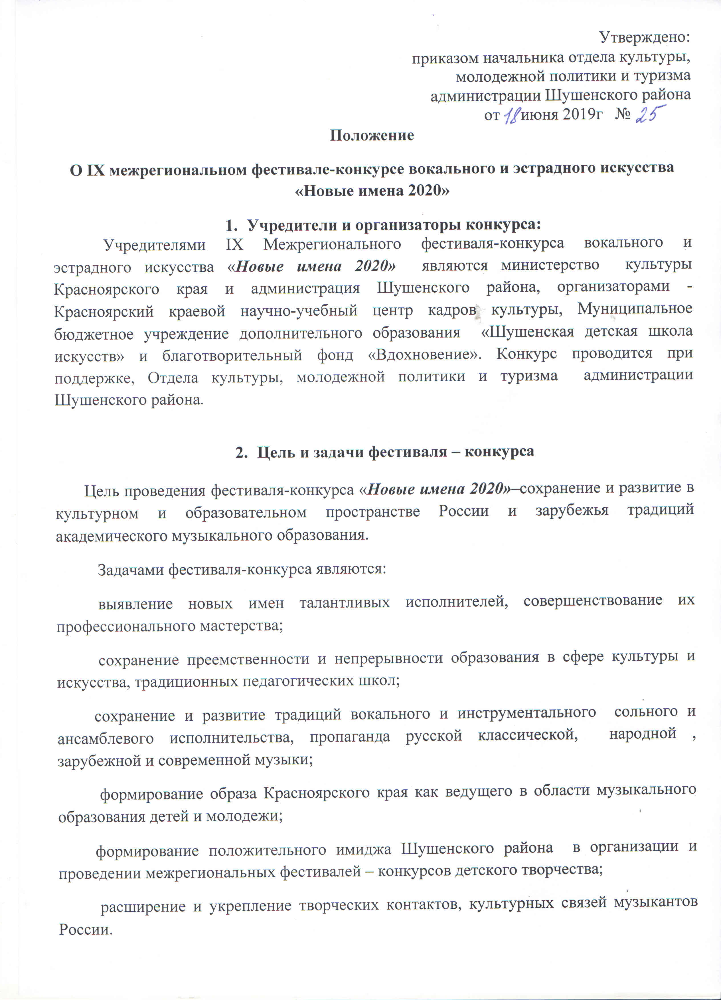 Утверждено:
приказом начальника отдела культуры,
молодежной политики и туризма
администрации Шушенского района
от 18 июня 2019г № 25
Положение
О IX межрегиональном фестивале-конкурсе вокального и эстрадного искусства
«Новые имена 2020»
1. Учредители и организаторы конкурса:
Учредителями IX Межрегионального фестиваля-конкурса вокального и
эстрадного искусства «Новые имена 2020» являются министерство культуры
Красноярского края и администрация Шушенского района, организаторами -
Красноярский краевой научно-учебный центр кадров культуры, Муниципальное
бюджетное учреждение дополнительного образования «Шушенская детская школа
искусств» и благотворительный фонд «Вдохновение». Конкурс проводится при
поддержке, Отдела культуры, молодежной политики и туризма администрации
Шушенского района.
2. Цель и задачи фестиваля – конкурса
Цель проведения фестиваля-конкурса «Новые имена 2020»–сохранение и развитие в
культурном и образовательном пространстве России и зарубежья традиций
академического музыкального образования.
Задачами фестиваля-конкурса являются:
выявление новых имен талантливых исполнителей, совершенствование их
профессионального мастерства;
сохранение преемственности и непрерывности образования в сфере культуры и
искусства, традиционных педагогических школ;
сохранение и развитие традиций вокального и инструментального сольного и
ансамблевого исполнительства, пропаганда русской классической, народной ,
зарубежной и современной музыки;
формирование образа Красноярского края как ведущего в области музыкального
образования детей и молодежи;
формирование положительного имиджа Шушенского района в организации и
проведении межрегиональных фестивалей – конкурсов детского творчества;
расширение и укрепление творческих контактов, культурных связей музыкантов
России.